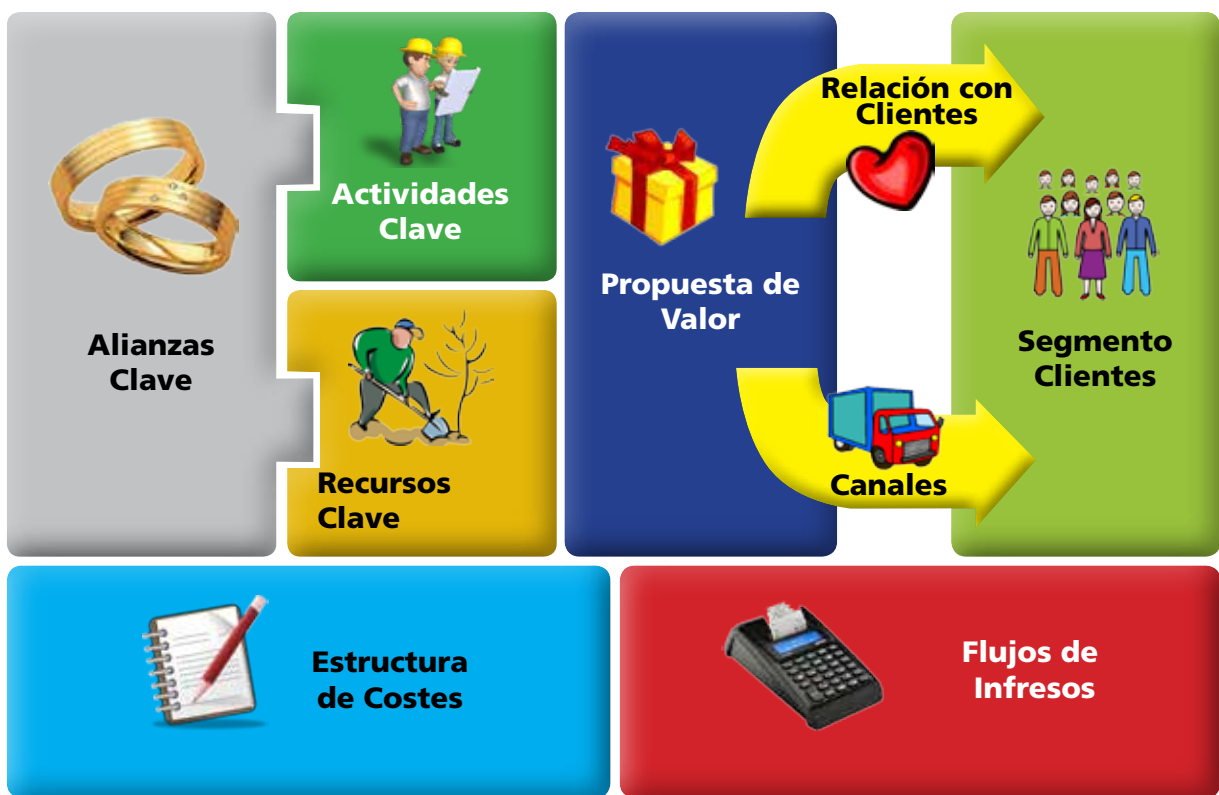 Alianzas
Clave
Actividades
Clave
Recursos
Clave
Propuesta de
Valor
Relación con
Clientes
Canales
Segmento
Clientes
Estructura
de Costes
Flujos de
Infresos